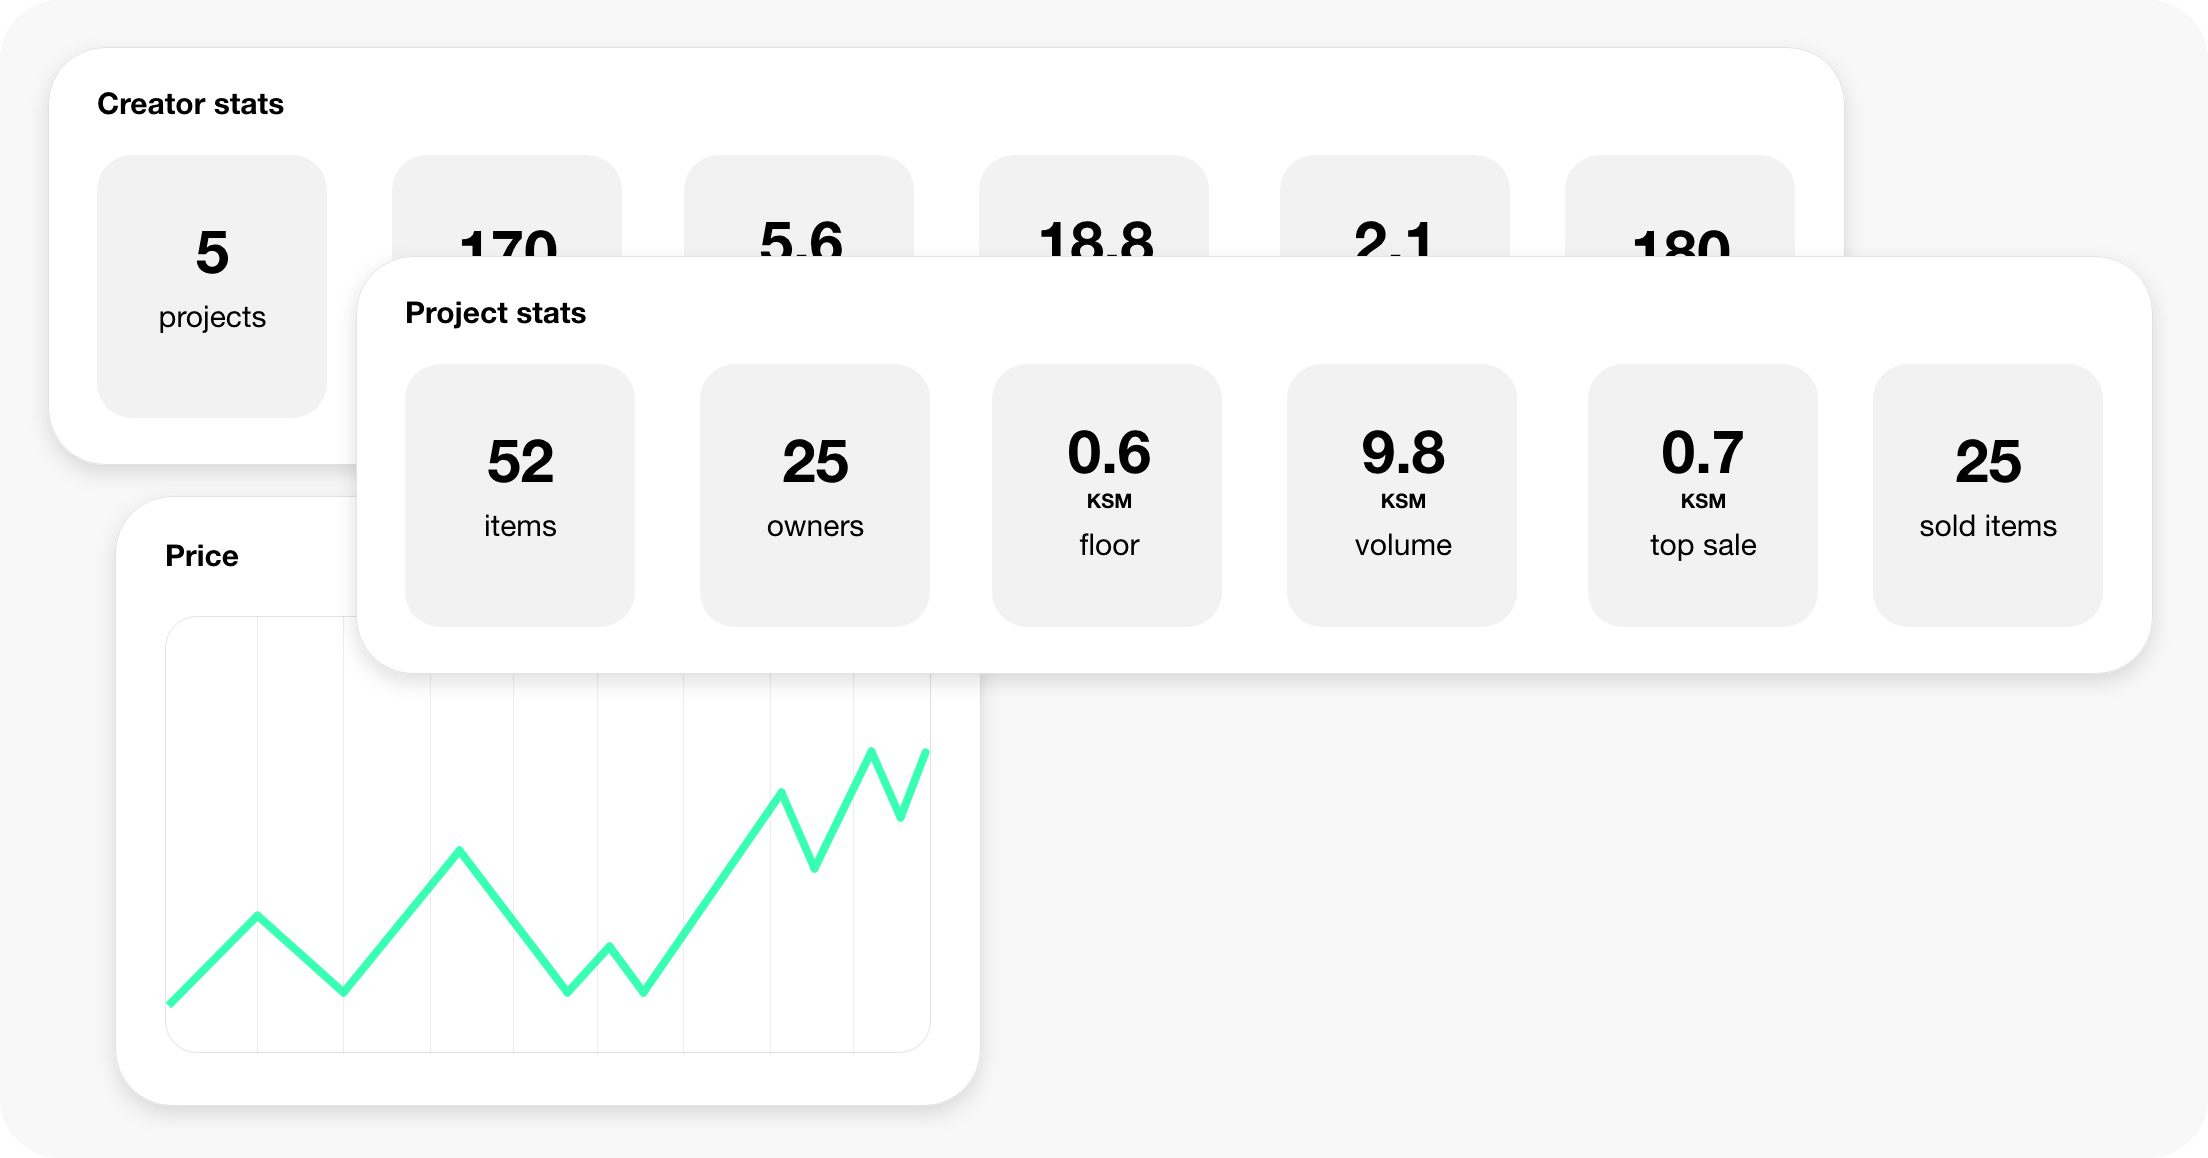 Creator stats
5
projects
170
5.6
18.8
2.1
180
Project stats
52
items
25
owners
0.6
KSM
floor
9.8
KSM
volume
0.7
KSM
top sale
25
sold items
Price